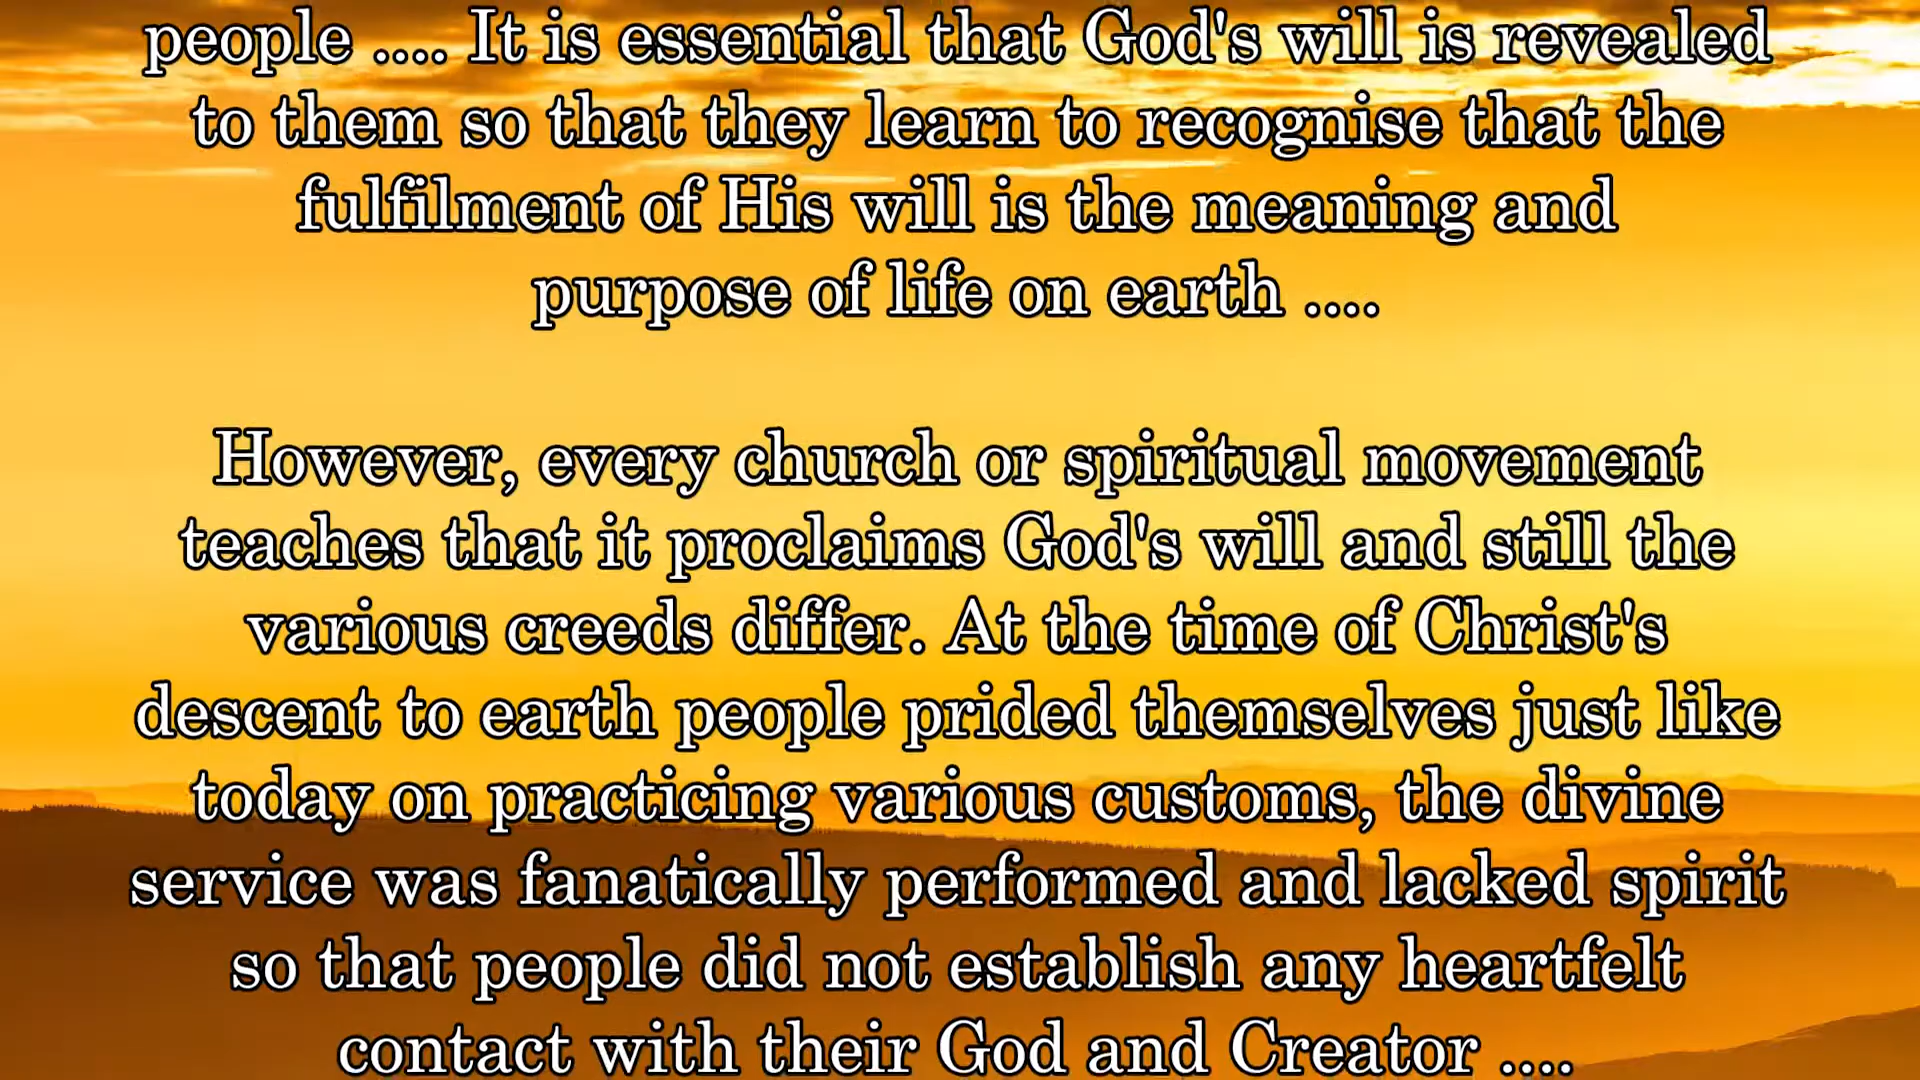 people .... It is essential that God's will is revealed
to them so that they learn to recognise that the
fulfilment of His will is the meaning and
purpose of life on earth ....
However, every church or spiritual movement
teaches that it proclaims God's will and still the
various creeds differ. At the time of Christ's
descent to earth people prided themselves just like
today on practicing various customs, the divine
service was fanatically performed and lacked spirit
so that people did not establish any heartfelt
contact with their God and Creator ....